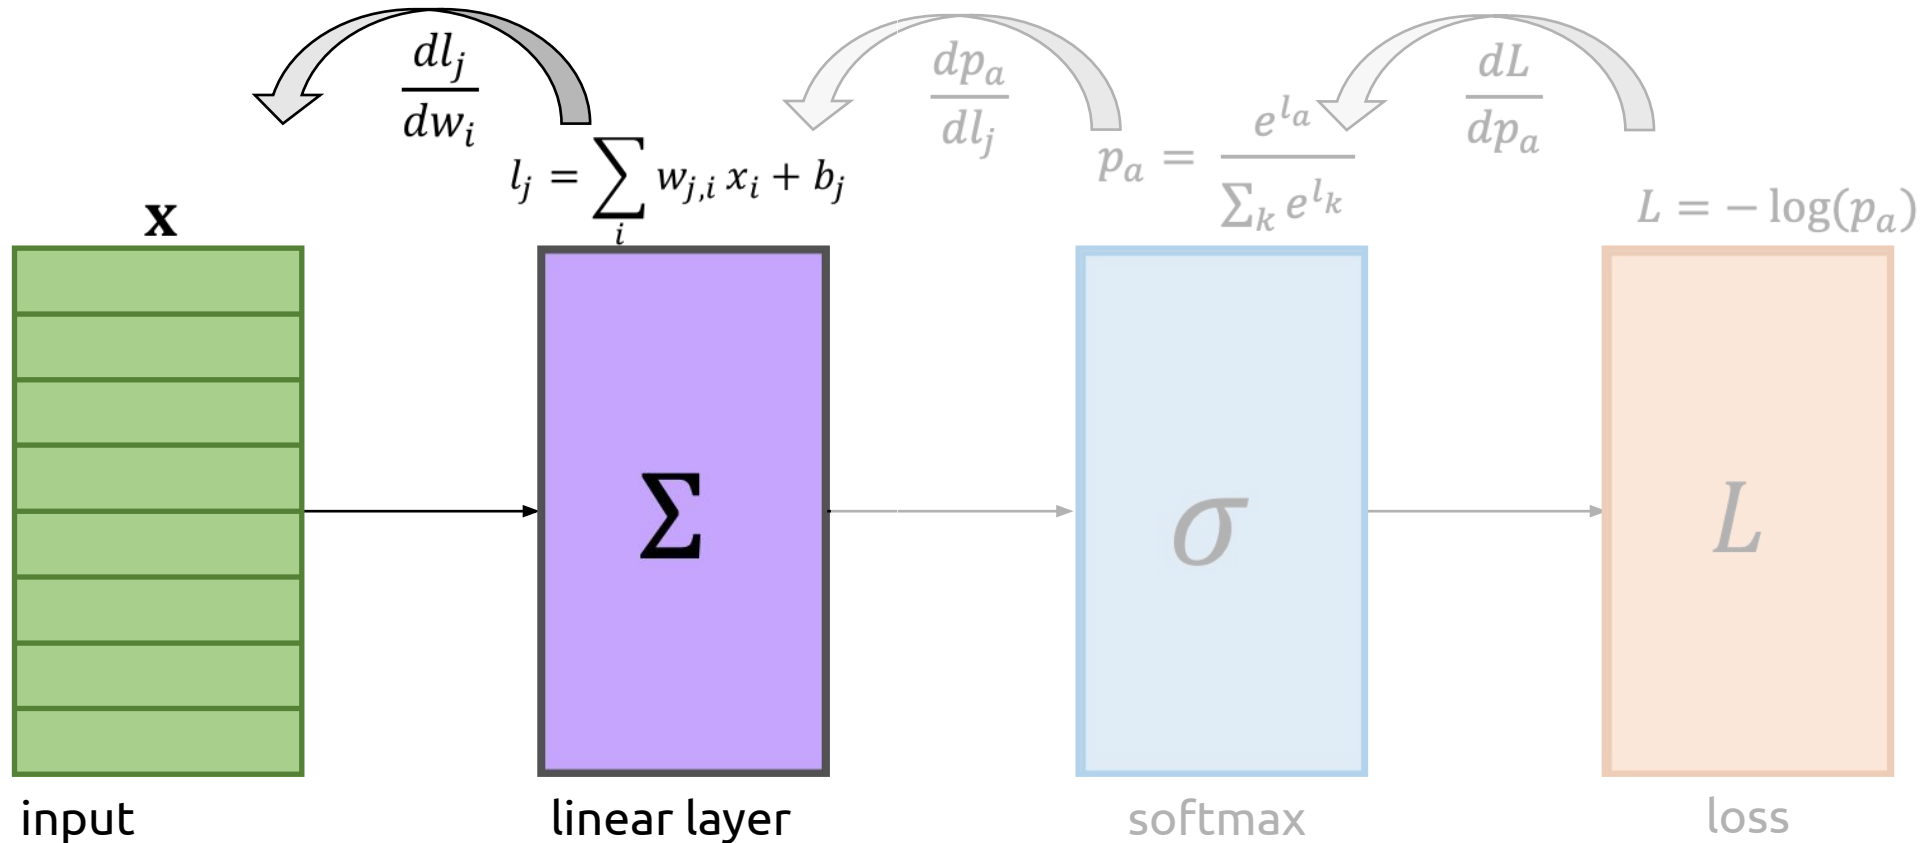 dl_j / dw_i
dp_a / dl_j
dL / dp_a
l_j = ∑_i w_{j,i} x_i + b_j
p_a = e^{l_a} / ∑_k e^{l_k}
L = − log(p_a)
x
Σ
σ
L
input
linear layer
softmax
loss